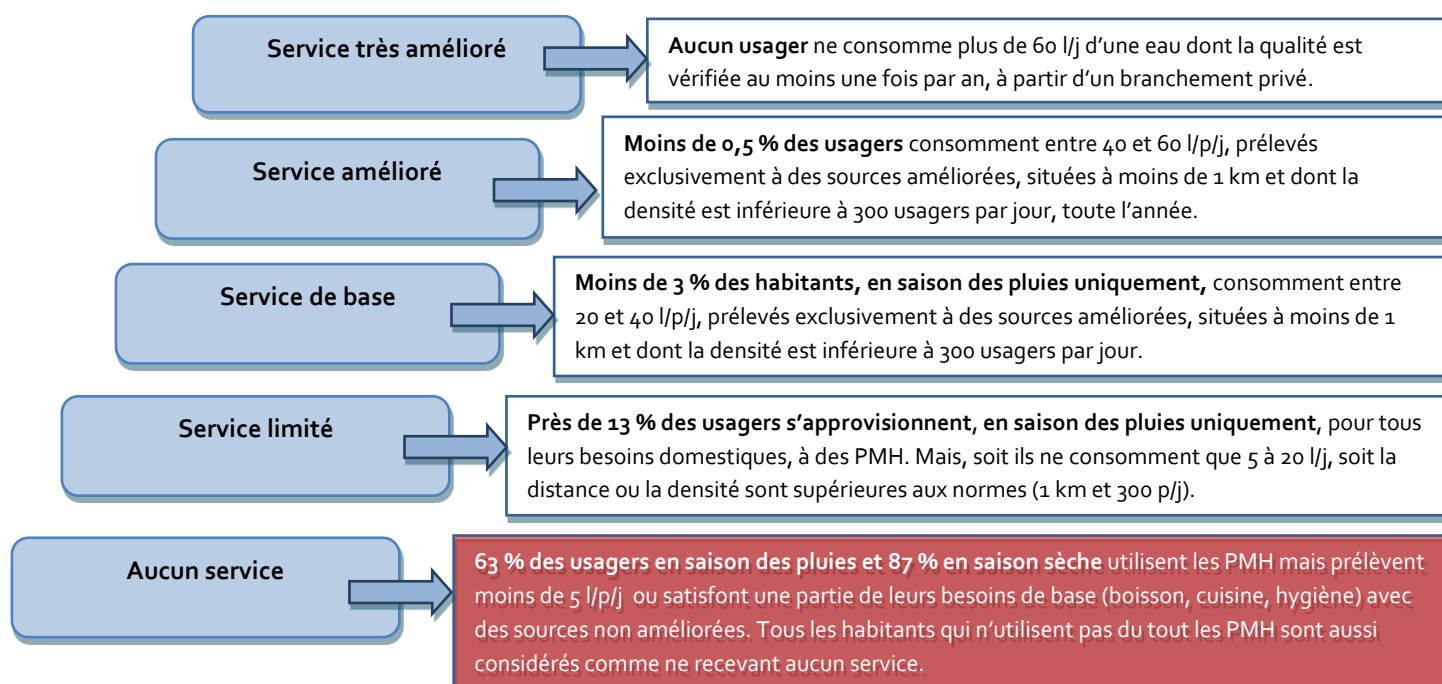 Service très amélioré
Aucun usager ne consomme plus de 60 l/j d’une eau dont la qualité est
vérifiée au moins une fois par an, à partir d’un branchement privé.
Service amélioré
Moins de 0,5 % des usagers consomment entre 40 et 60 l/p/j, prélevés
exclusivement à des sources améliorées, situées à moins de 1 km et dont la
densité est inférieure à 300 usagers par jour, toute l’année.
Service de base
Moins de 3 % des habitants, en saison des pluies uniquement, consomment entre
20 et 40 l/p/j, prélevés exclusivement à des sources améliorées, situées à moins de 1
km et dont la densité est inférieure à 300 usagers par jour.
Service limité
Près de 13 % des usagers s’approvisionnent, en saison des pluies uniquement, pour tous
leurs besoins domestiques, à des PMH. Mais, soit ils ne consomment que 5 à 20 l/j, soit la
distance ou la densité sont supérieures aux normes (1 km et 300 p/j).
Aucun service
63 % des usagers en saison des pluies et 87 % en saison sèche utilisent les PMH mais prélèvent
moins de 5 l/p/j ou satisfont une partie de leurs besoins de base (boisson, cuisine, hygiène) avec
des sources non améliorées. Tous les habitants qui n’utilisent pas du tout les PMH sont aussi
considérés comme ne recevant aucun service.